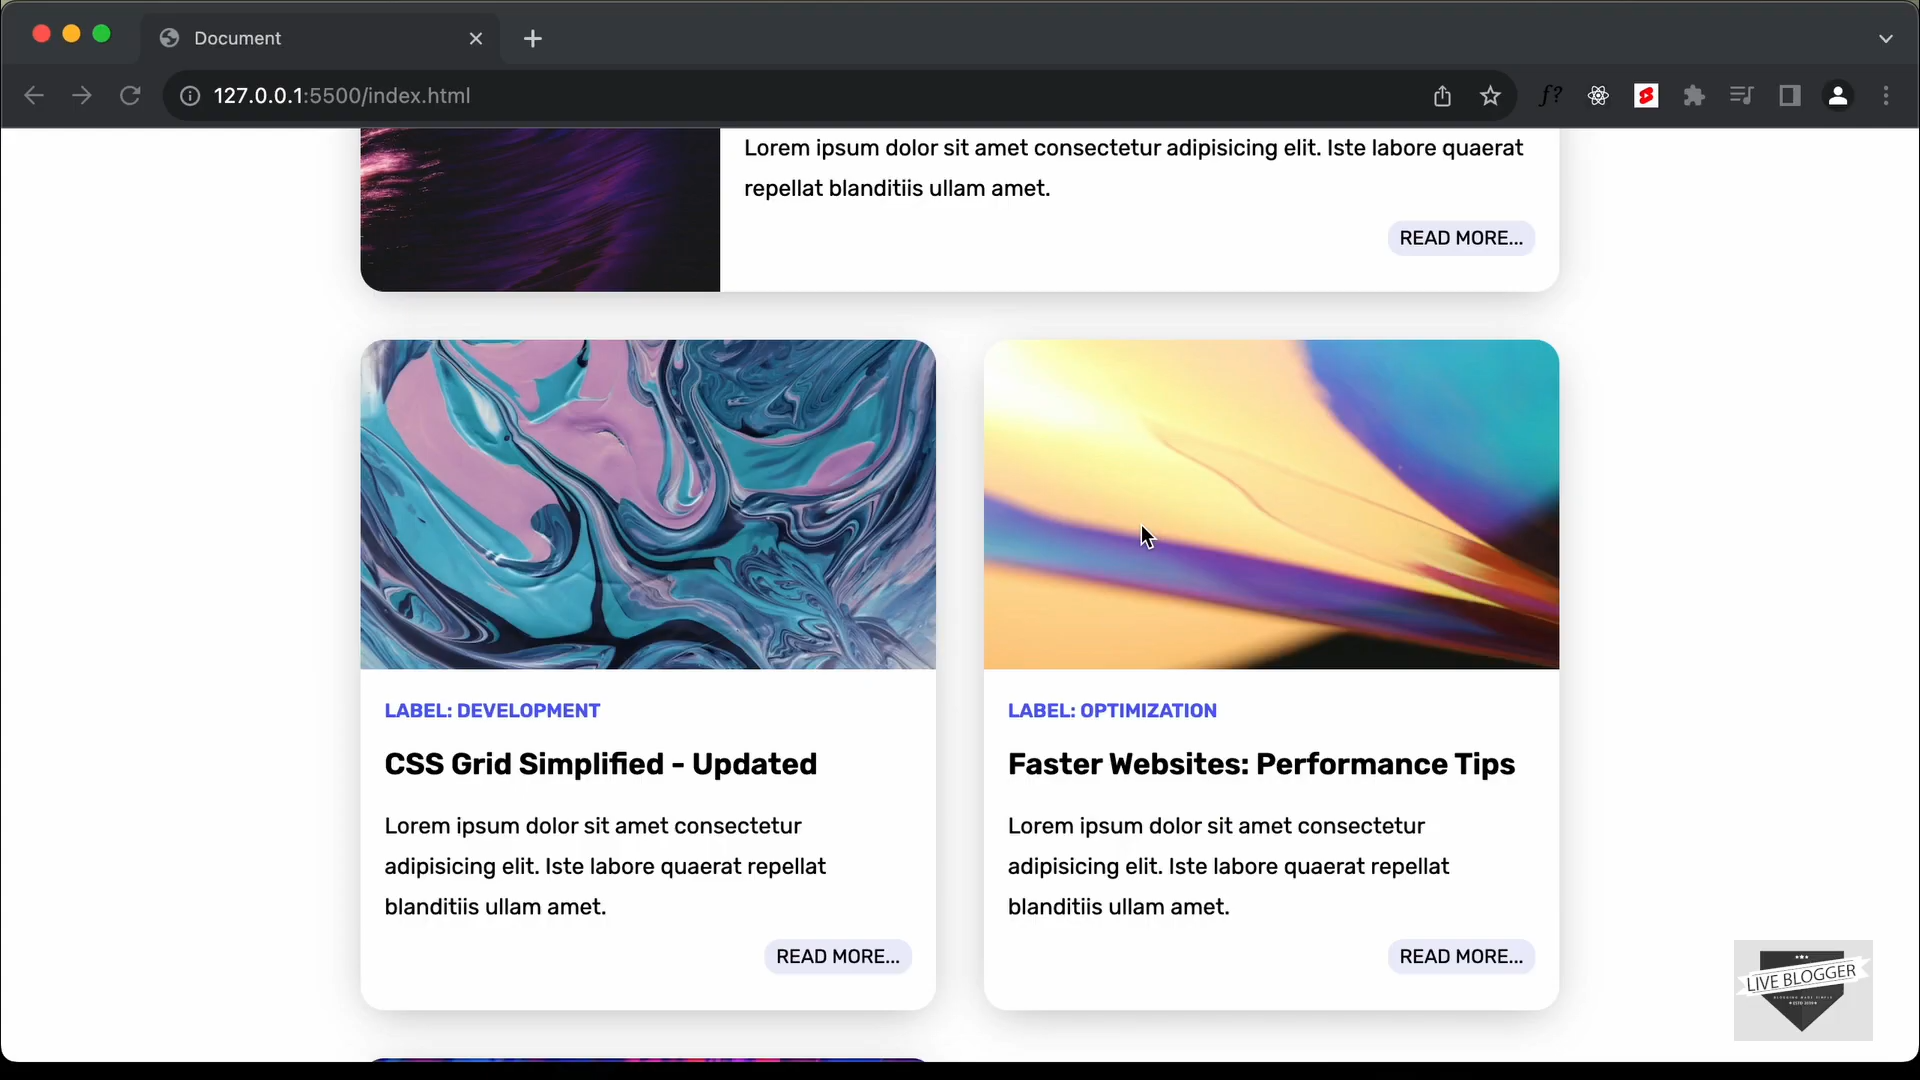 Document
127.0.0.1:5500/index.html
f?
Lorem ipsum dolor sit amet consectetur adipisicing elit. Iste labore quaerat
repellat blanditiis ullam amet.
READ MORE...
LABEL: DEVELOPMENT
CSS Grid Simplified - Updated
Lorem ipsum dolor sit amet consectetur
adipisicing elit. Iste labore quaerat repellat
blanditiis ullam amet.
READ MORE...
LABEL: OPTIMIZATION
Faster Websites: Performance Tips
Lorem ipsum dolor sit amet consectetur
adipisicing elit. Iste labore quaerat repellat
blanditiis ullam amet.
READ MORE...
LIVE BLOGGER